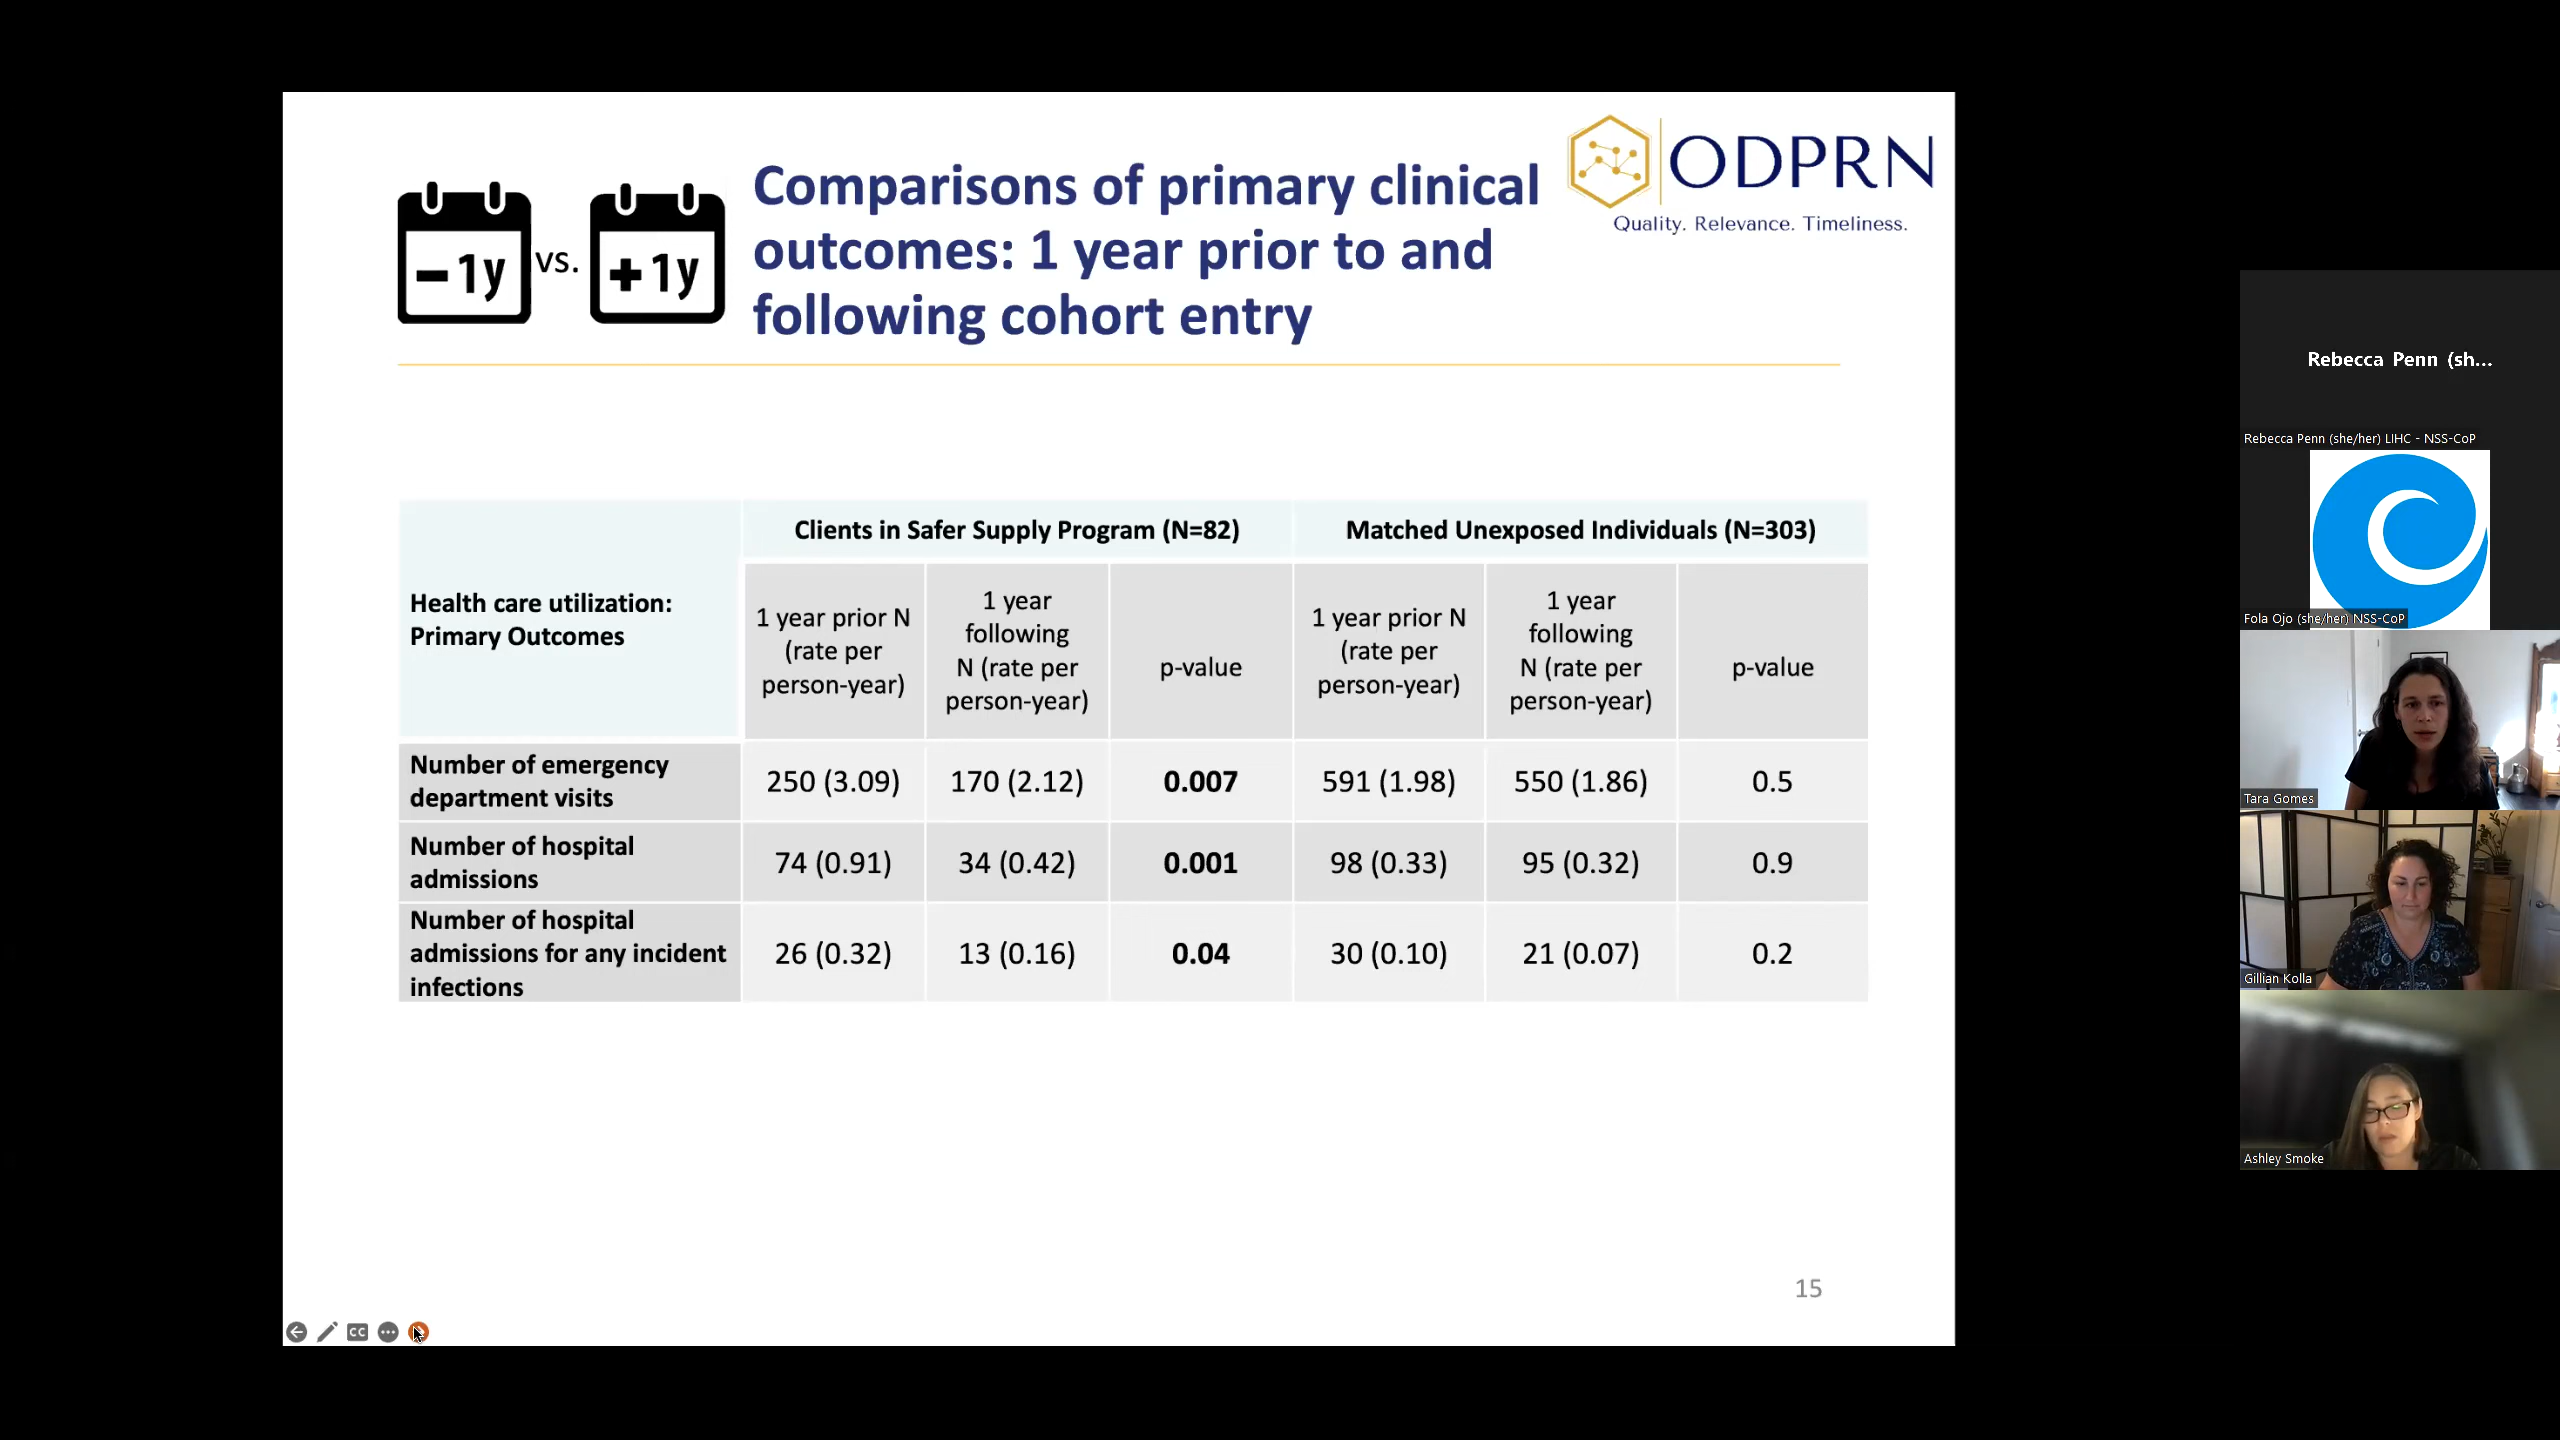 − 1y
vs.
+ 1y
Comparisons of primary clinical
outcomes: 1 year prior to and
following cohort entry
ODPRN
Quality. Relevance. Timeliness.
Health care utilization:
Primary Outcomes
Clients in Safer Supply Program (N=82)
Matched Unexposed Individuals (N=303)
1 year prior N
(rate per
person-year)
1 year
following
N (rate per
person-year)
p-value
1 year prior N
(rate per
person-year)
1 year
following
N (rate per
person-year)
p-value
Number of emergency
department visits
250 (3.09)
170 (2.12)
0.007
591 (1.98)
550 (1.86)
0.5
Number of hospital
admissions
74 (0.91)
34 (0.42)
0.001
98 (0.33)
95 (0.32)
0.9
Number of hospital
admissions for any incident
infections
26 (0.32)
13 (0.16)
0.04
30 (0.10)
21 (0.07)
0.2
15
CC
Rebecca Penn (sh...
Rebecca Penn (she/her) LIHC - NSS-CoP
Fola Ojo (she/her) NSS-CoP
Tara Gomes
Gillian Kolla
Ashley Smoke